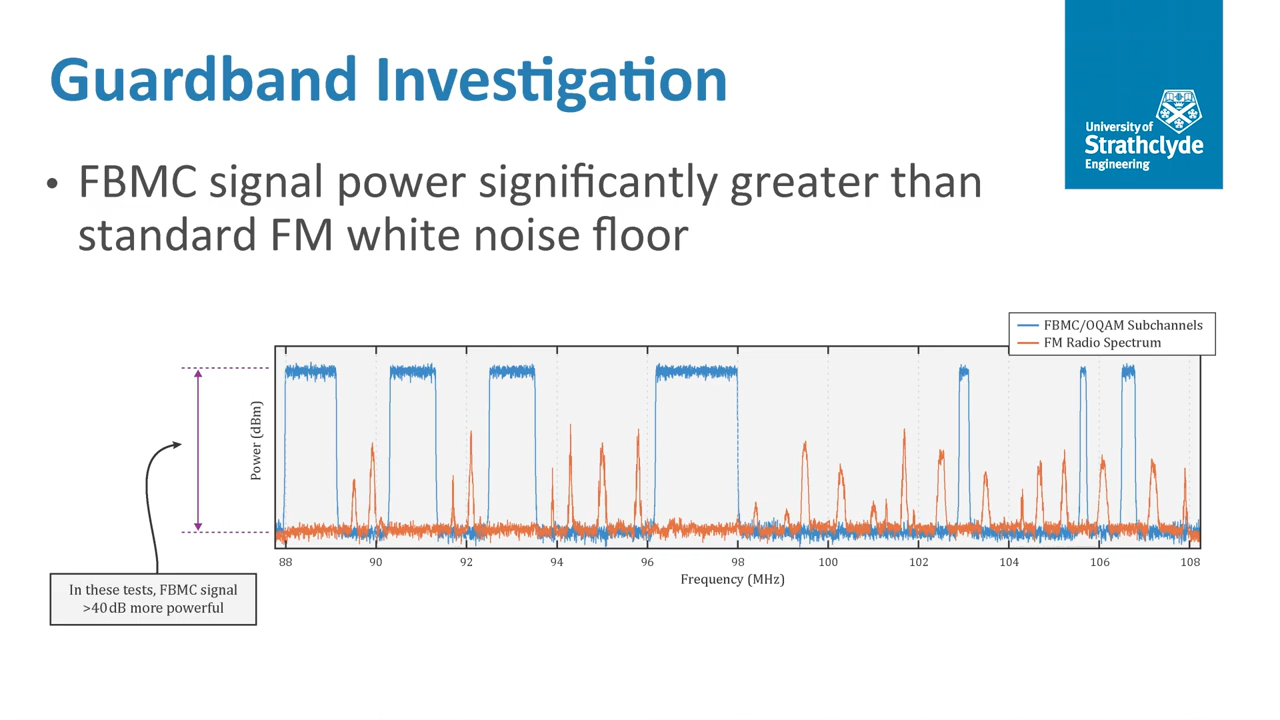 Guardband Investigation
University of
Strathclyde
Engineering
• FBMC signal power significantly greater than
standard FM white noise floor
FBMC/OQAM Subchannels
FM Radio Spectrum
Power (dBm)
88 90 92 94 96 98 100 102 104 106 108
Frequency (MHz)
In these tests, FBMC signal
>40 dB more powerful